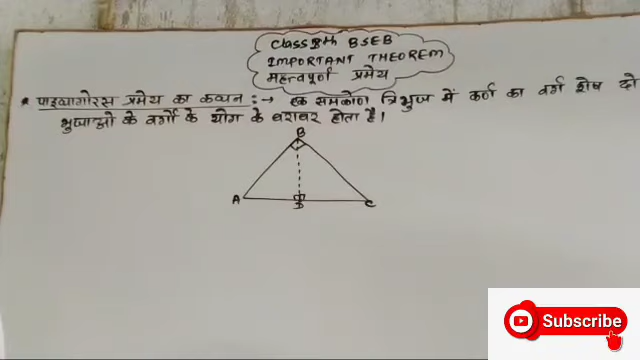 Class 8th BSEB
IMPORTANT THEOREM
महत्वपूर्ण प्रमेय
* पाइथागोरस प्रमेय का कथन :→ एक समकोण त्रिभुज में कर्ण का वर्ग शेष दो
भुजाओ के वर्गो के योग के बराबर होता है।
B
A D C
Subscribe